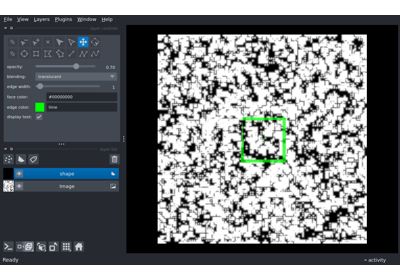 File View Layers Plugins Window Help
opacity: 0.70
blending: translucent
edge width: 1
face color: #00000000
edge color: lime
display text: ✓
shape
Image
Ready
activity